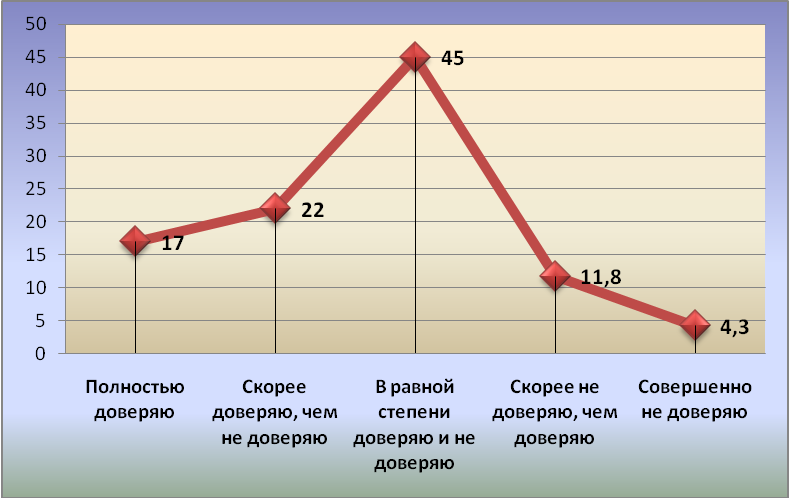 50
45
40
35
30
25
20
15
10
5
0
17
22
45
11,8
4,3
Полностью
доверяю
Скорее
доверяю, чем
не доверяю
В равной
степени
доверяю и не
доверяю
Скорее не
доверяю, чем
доверяю
Совершенно
не доверяю